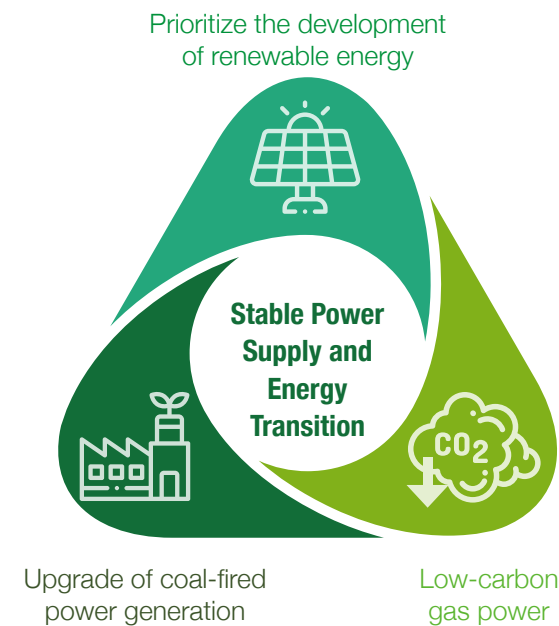 Prioritize the development
of renewable energy
Stable Power
Supply and
Energy
Transition
CO2
Upgrade of coal-fired
power generation
Low-carbon
gas power